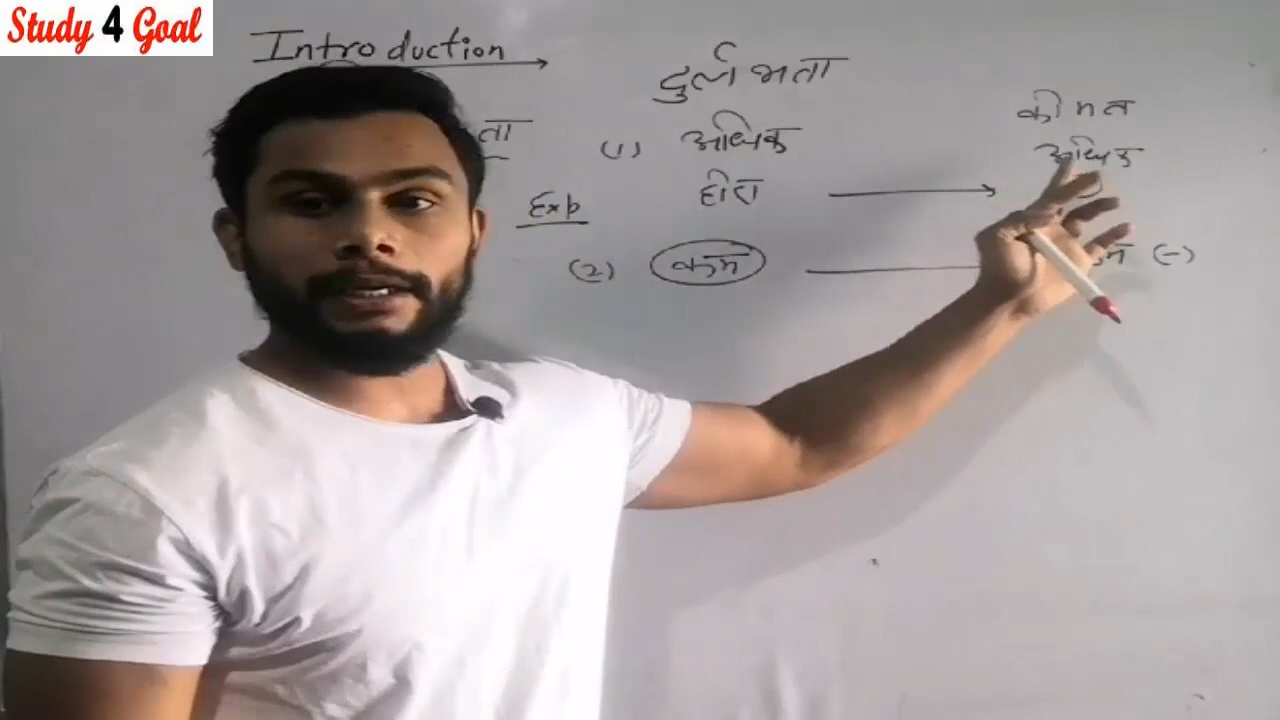 Study 4 Goal
Introduction
दुर्लभता
कीमत
ता
(1) अधिक
अधिक
Exp
हीरा
(2) कम
म (-)